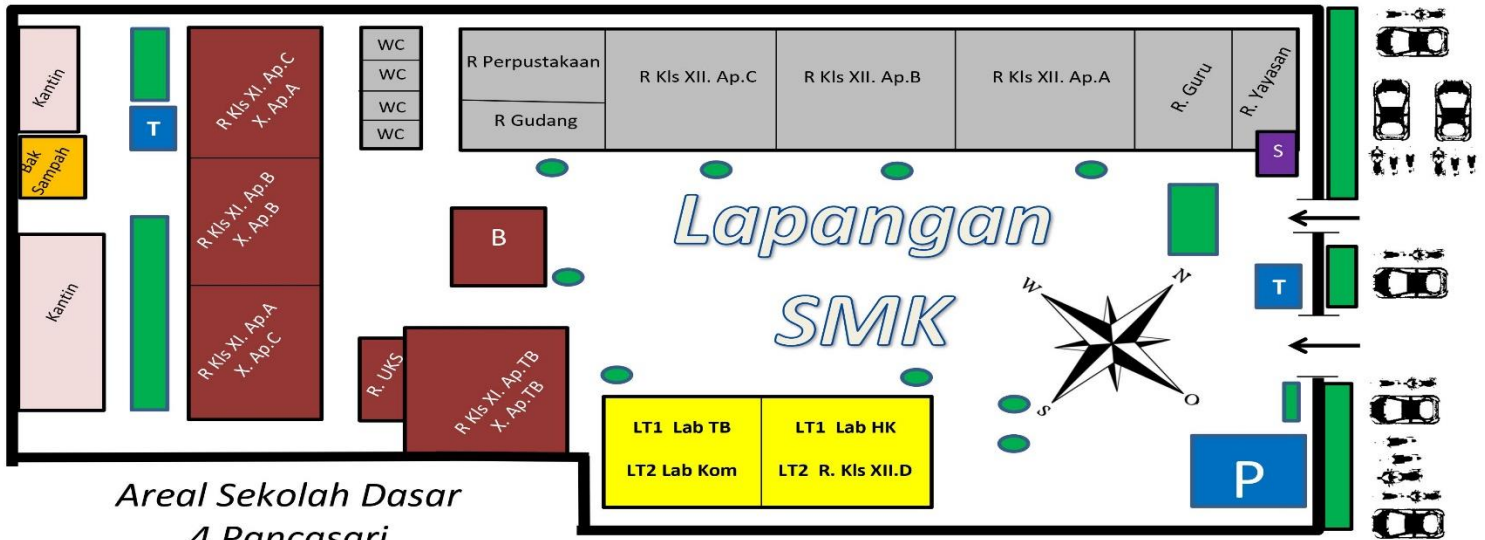 Kantin
Bak
Sampah
Kantin
T
R Kls XI. Ap.C
X. Ap.A
R Kls XI. Ap.B
X. Ap.B
R Kls XI. Ap.A
X. Ap.C
WC
WC
WC
WC
R Perpustakaan
R Gudang
R Kls XII. Ap.C
R Kls XII. Ap.B
R Kls XII. Ap.A
R. Guru
R. Yayasan
S
B
Lapangan
SMK
W
N
S
O
T
R. UKS
R Kls XI. Ap.TB
X. Ap.TB
LT1 Lab TB
LT2 Lab Kom
LT1 Lab HK
LT2 R. Kls XII.D
P
Areal Sekolah Dasar
4 Pancasari